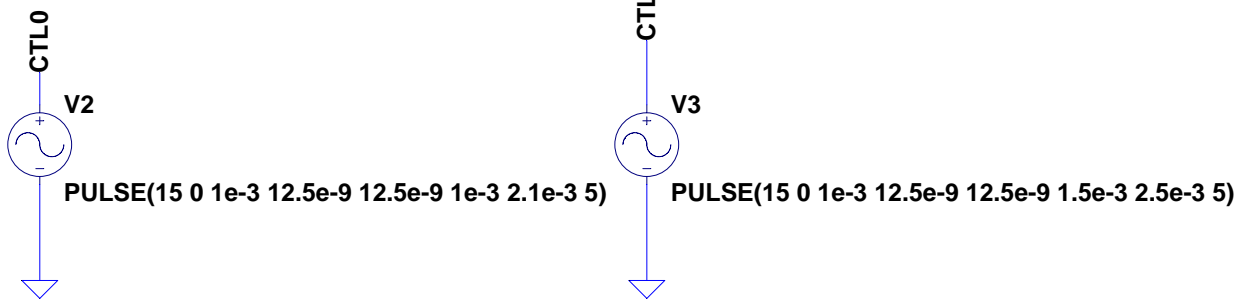 CTL0
CTL
V2
+
−
PULSE(15 0 1e-3 12.5e-9 12.5e-9 1e-3 2.1e-3 5)
V3
+
−
PULSE(15 0 1e-3 12.5e-9 12.5e-9 1.5e-3 2.5e-3 5)